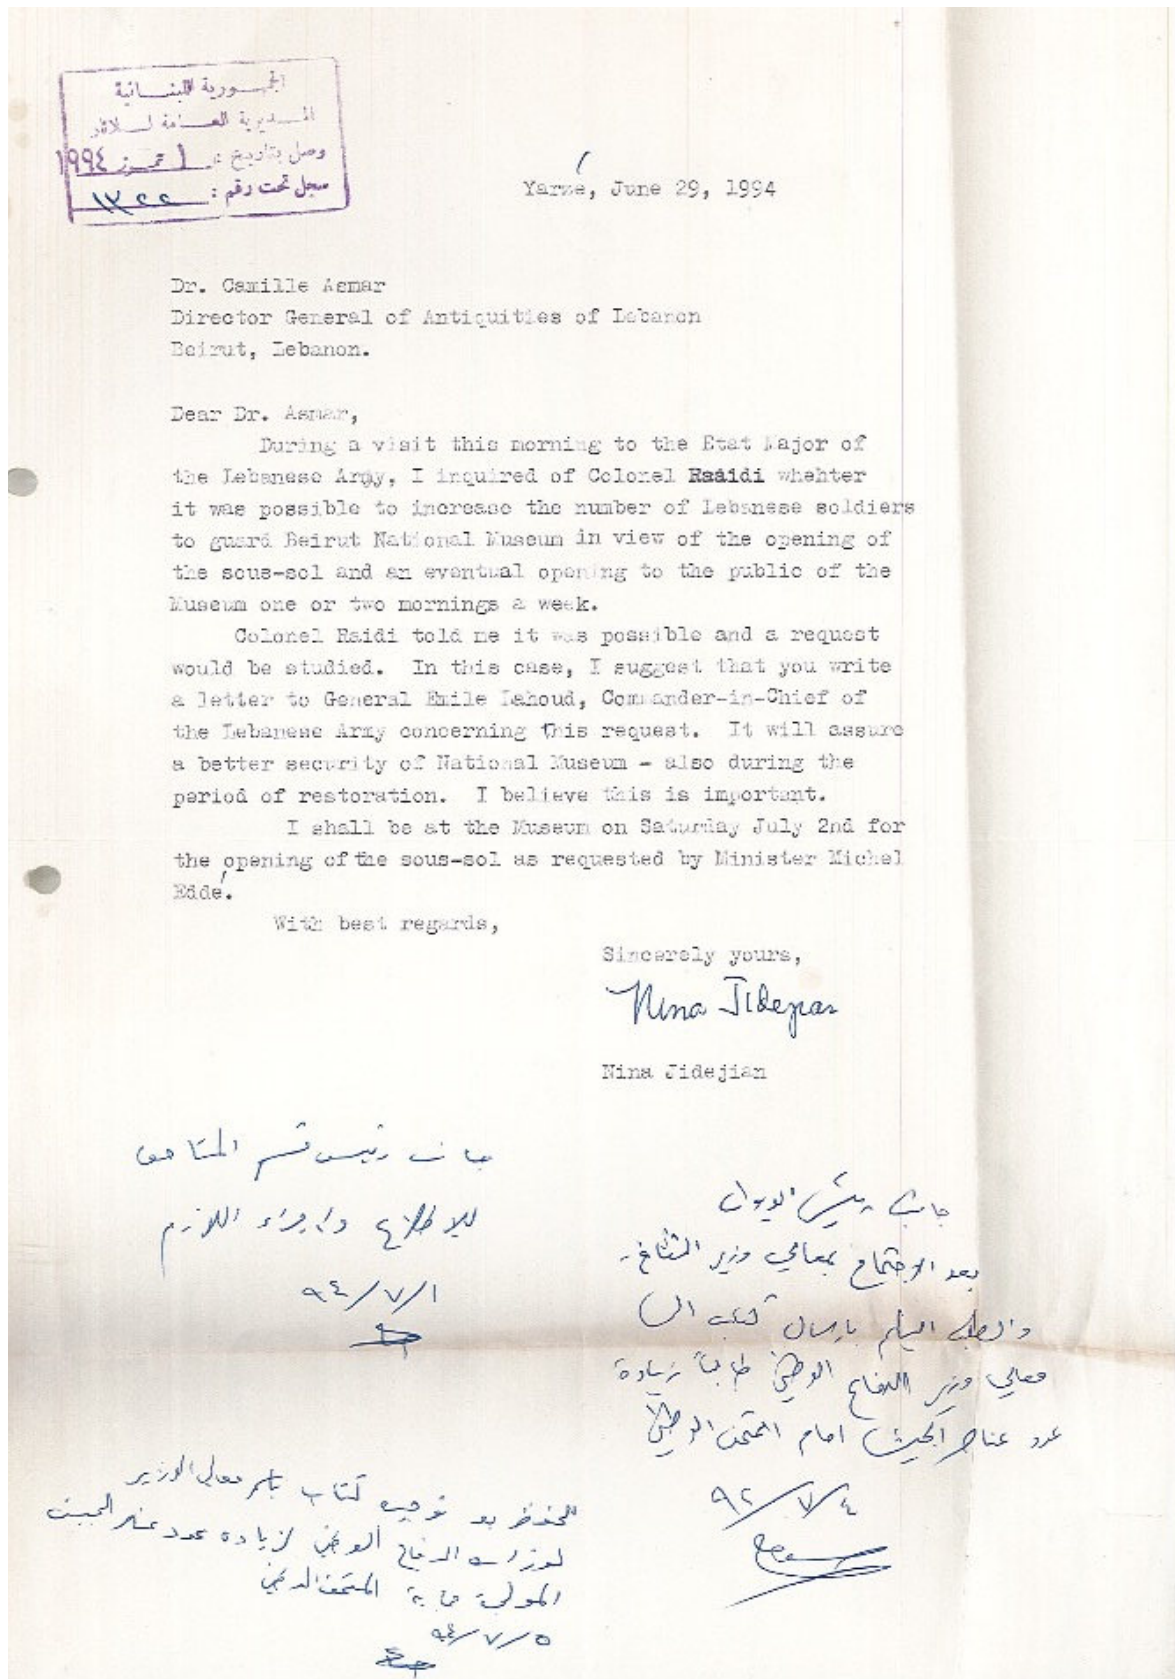 الجمهورية اللبنانية
المديرية العامة للآثار
وصل بتاريخ : ١ تموز ١٩٩٤
سجل تحت رقم : ١٣٢٢
Yarzé, June 29, 1994
Dr. Camille Asmar
Director General of Antiquities of Lebanon
Beirut, Lebanon.
Dear Dr. Asmar,
During a visit this morning to the Etat Major of
the Lebanese Army, I inquired of Colonel Raaidi whehter
it was possible to increase the number of Lebanese soldiers
to guard Beirut National Museum in view of the opening of
the sous-sol and an eventual opening to the public of the
Museum one or two mornings a week.
Colonel Raidi told me it was possible and a request
would be studied. In this case, I suggest that you write
a letter to General Emile Lahoud, Commander-in-Chief of
the Lebanese Army concerning this request. It will assure
a better security of National Museum - also during the
period of restoration. I believe this is important.
I shall be at the Museum on Saturday July 2nd for
the opening of the sous-sol as requested by Minister Michel
Eddé.
With best regards,
Sincerely yours,
Nina Jidejian
Nina Jidejian
جانب رئيس قسم المتاحف
للاطلاع واجراء اللازم
٩٤/٧/١
جانب رئيس الديوان
بعد الاجتماع بمعالي وزير الثقافة
والطلب اليكم بارسال كتاب الى
معالي وزير الدفاع الوطني طالباً زيادة
عدد عناصر الجيش امام المتحف الوطني
٩٤/٧/٤
توجيه كتاب باسم معالي الوزير
لوزارة الدفاع الوطني لزيادة عدد عناصر الجيش
المولجة حماية المتحف الوطني
٩٤/٧/٥